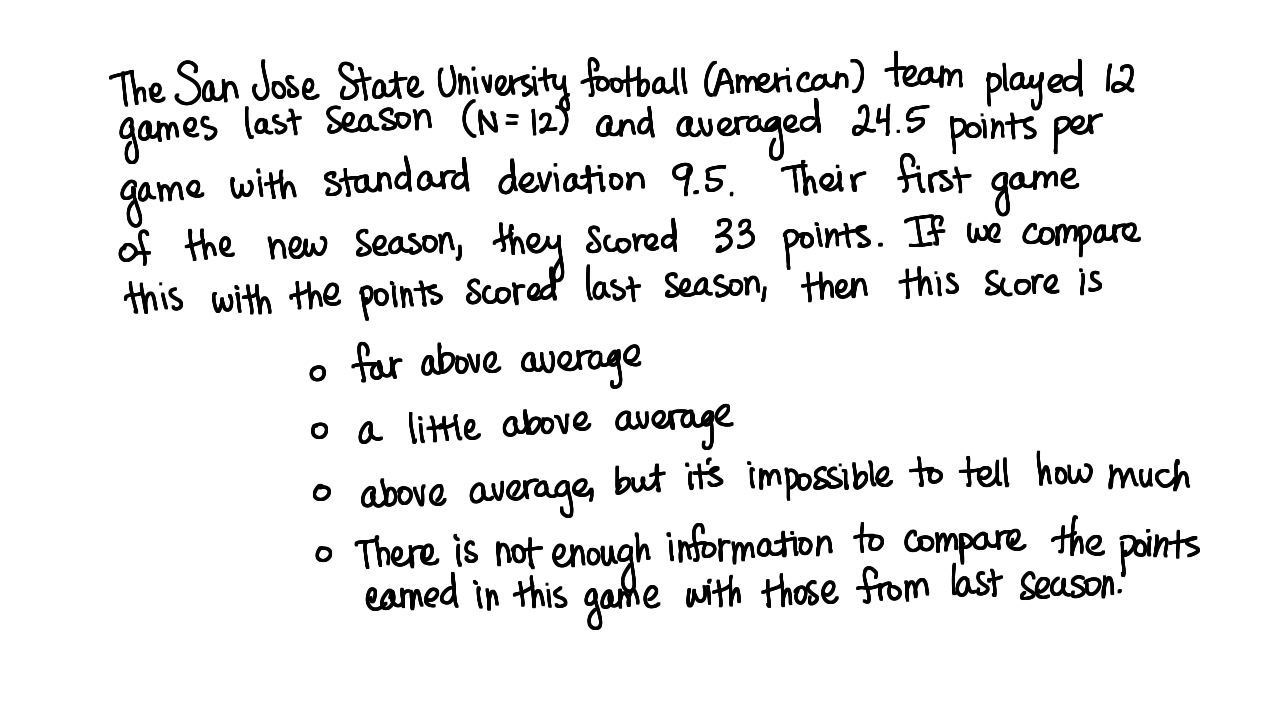 The San Jose State University football (American) team played 12
games last season (N = 12) and averaged 24.5 points per
game with standard deviation 9.5. Their first game
of the new season, they scored 33 points. If we compare
this with the points scored last season, then this score is
o far above average
o a little above average
o above average, but it's impossible to tell how much
o There is not enough information to compare the points
earned in this game with those from last season.